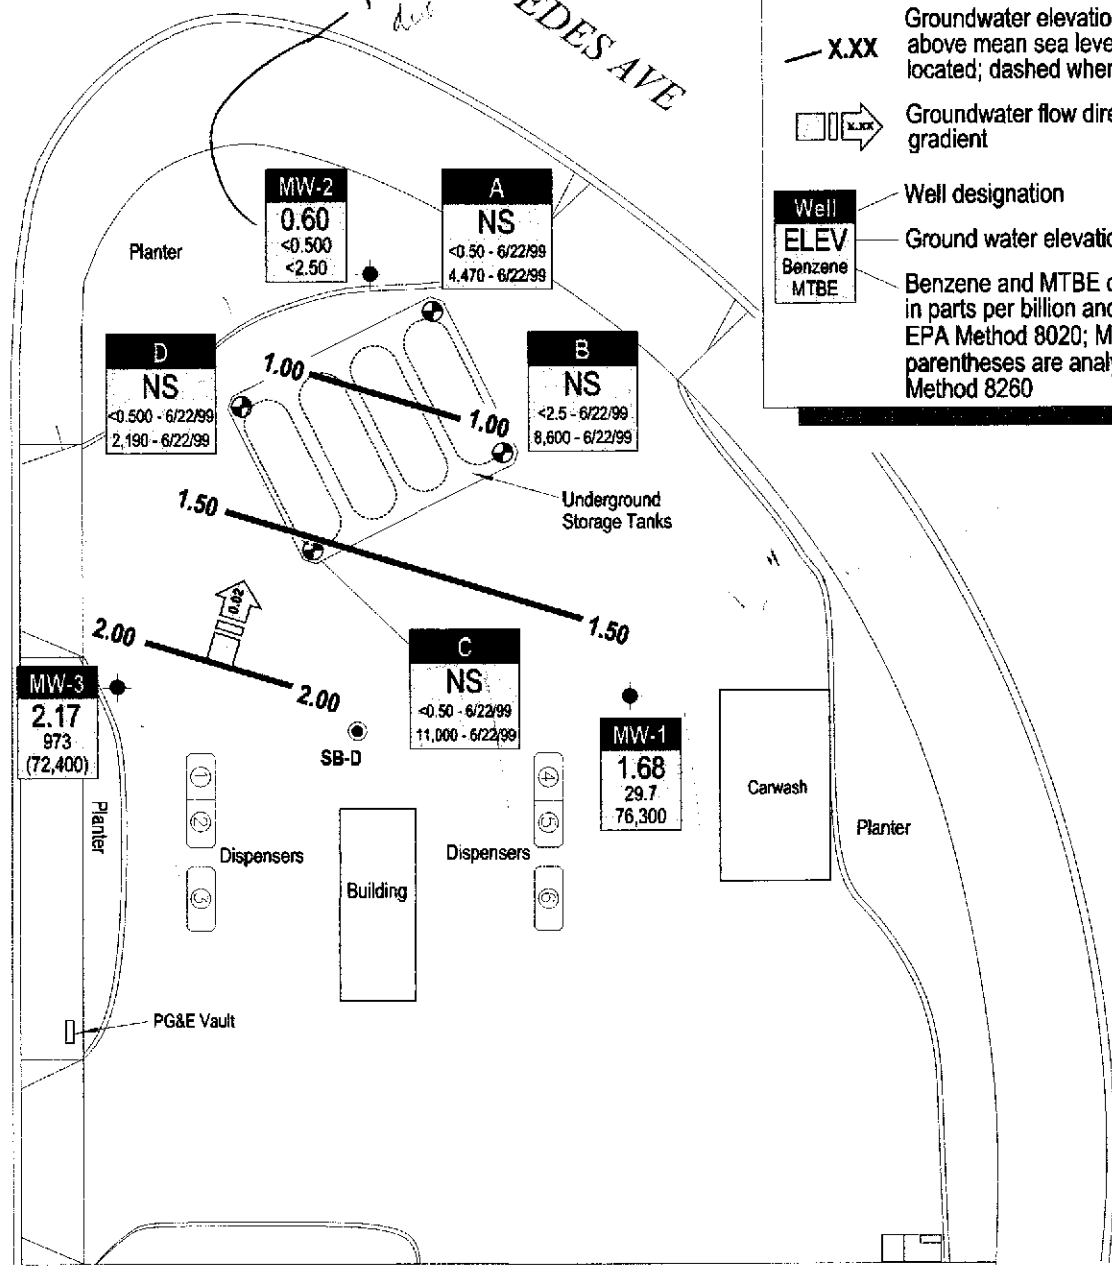 EDES AVE
Groundwater elevatio
X.XX above mean sea leve
located; dashed wher
X.XX Groundwater flow dire
gradient
Well
ELEV
Benzene
MTBE
Well designation
Ground water elevatio
Benzene and MTBE c
in parts per billion and
EPA Method 8020; M
parentheses are analy
Method 8260
MW-2
0.60
<0.500
<2.50
A
NS
<0.50 - 6/22/99
4,470 - 6/22/99
Planter
D
NS
<0.500 - 6/22/99
2,190 - 6/22/99
B
NS
<2.5 - 6/22/99
8,600 - 6/22/99
1.00
1.00
Underground
Storage Tanks
1.50
1.50
0.02
2.00
2.00
C
NS
<0.50 - 6/22/99
11,000 - 6/22/99
MW-3
2.17
973
(72,400)
SB-D
MW-1
1.68
29.7
76,300
Carwash
Planter
Planter
1
2
3
Dispensers
Building
Dispensers
4
5
6
PG&E Vault